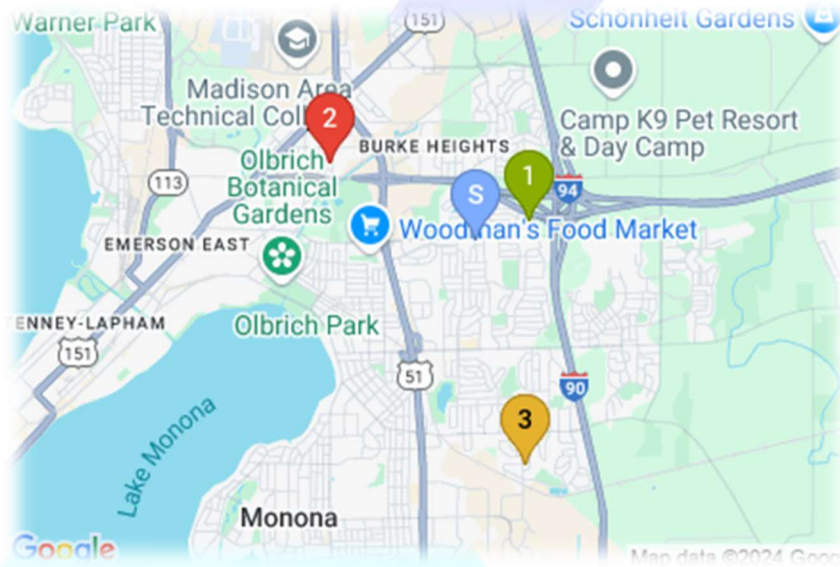 Warner Park
151
Schonheit Gardens
Madison Area
Technical Coll
2
Camp K9 Pet Resort
& Day Camp
BURKE HEIGHTS
Olbrich
Botanical
Gardens
113
S
1
94
Woodman's Food Market
EMERSON EAST
Olbrich Park
TENNEY-LAPHAM
151
51
90
3
Lake Monona
Monona
Google
Map data ©2024 Goog